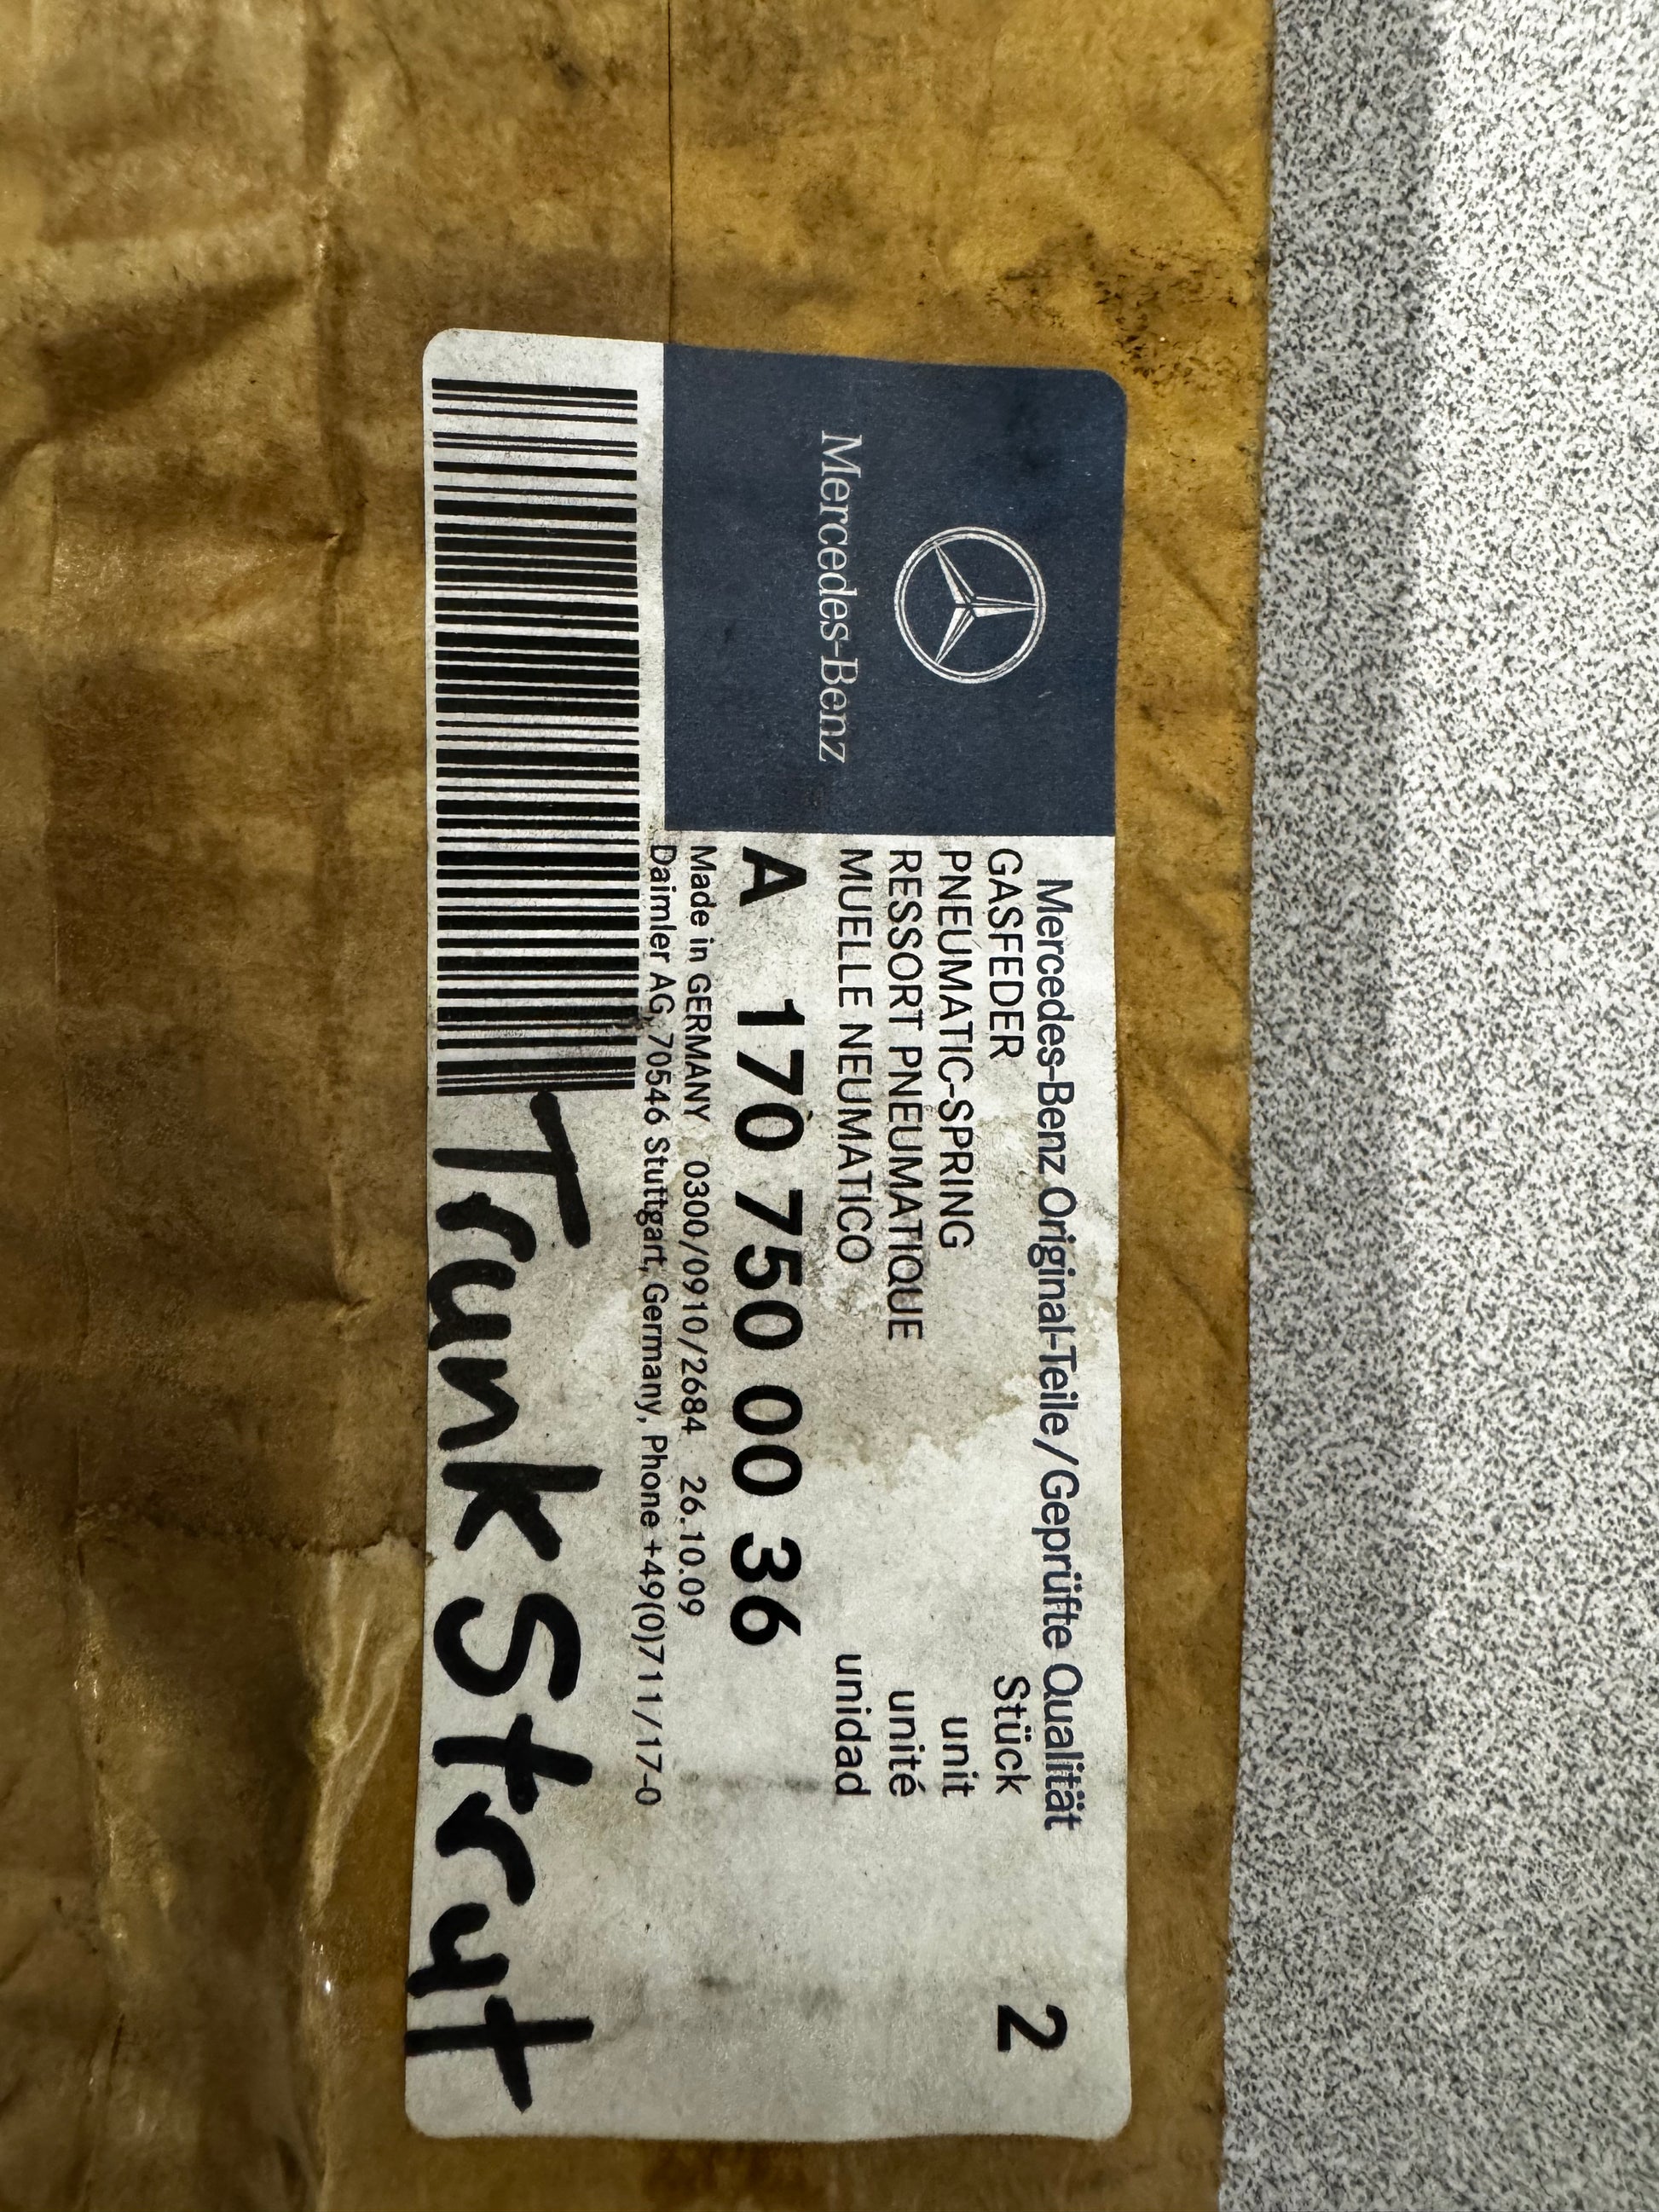 Mercedes-Benz
Mercedes-Benz Original-Teile/Geprüfte Qualität
GASFEDER Stück 2
PNEUMATIC-SPRING unit
RESSORT PNEUMATIQUE unité
MUELLE NEUMATICO unidad
A 170 750 00 36
Made in GERMANY 0300/0910/2684 26.10.09
Daimler AG, 70546 Stuttgart, Germany, Phone +49(0)711/17-0
Trunk Strut